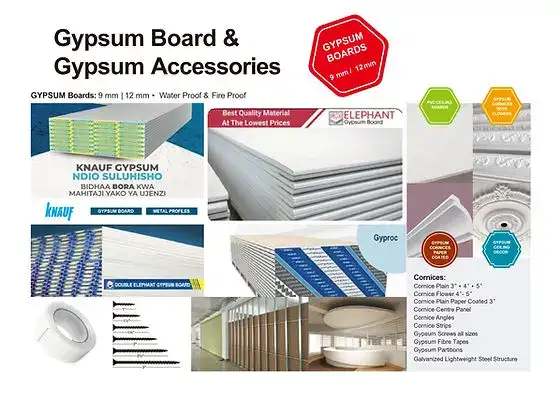 Gypsum Board &
Gypsum Accessories
GYPSUM
BOARDS
9 mm / 12 mm
GYPSUM Boards: 9 mm | 12 mm • Water Proof & Fire Proof
KNAUF GYPSUM
NDIO SULUHISHO
BIDHAA BORA KWA
MAHITAJI YAKO YA UJENZI
KNAUF
GYPSUM BOARD
METAL PROFILES
Best Quality Material
At The Lowest Prices
ELEPHANT
Gypsum Board
PVC CEILING
BOARDS
GYPSUM
CORNICES
WITH
FLOWERS
DOUBLE ELEPHANT GYPSUM BOARD
Gyproc
GYPSUM
CORNICES
PAPER
COATED
GYPSUM
CEILING
DECOR
Cornices:
Cornice Plain 3" • 4" • 5"
Cornice Flower 4"- 5"
Cornice Plain Paper Coated 3"
Cornice Centre Panel
Cornice Angles
Cornice Strips
Gypsum Screws all sizes
Gypsum Fibre Tapes
Gypsum Partitions
Galvanized Lightweight Steel Structure